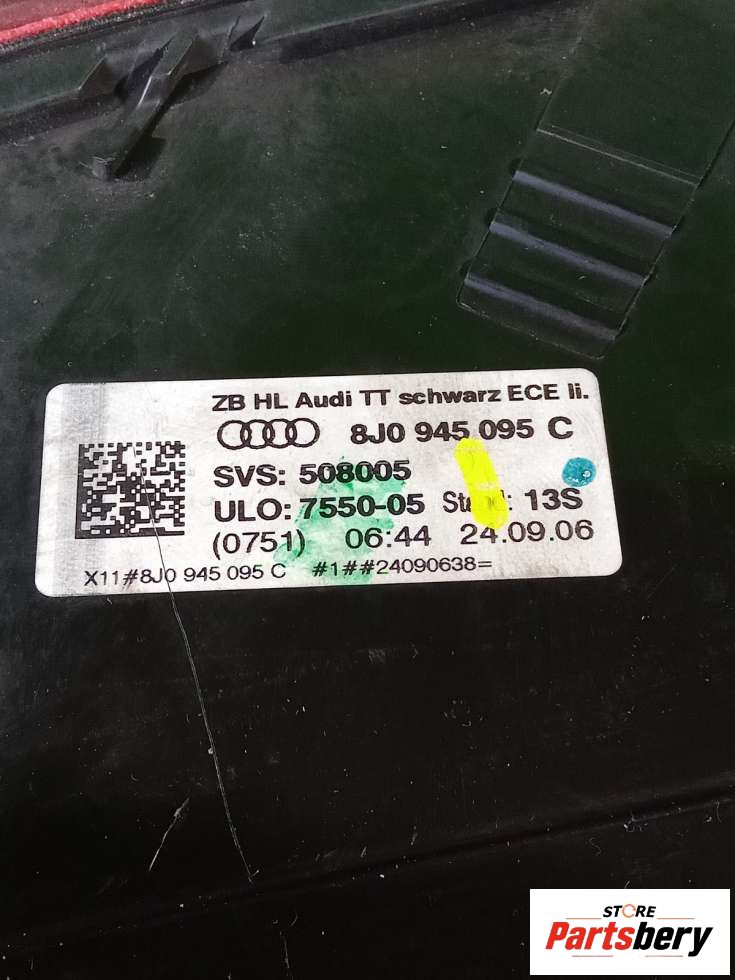 ZB HL Audi TT schwarz ECE li.
8J0 945 095 C
SVS: 508005
ULO: 7550-05 Stand: 13S
(0751) 06:44 24.09.06
X11#8J0 945 095 C #1##24090638=
STORE
Partsbery